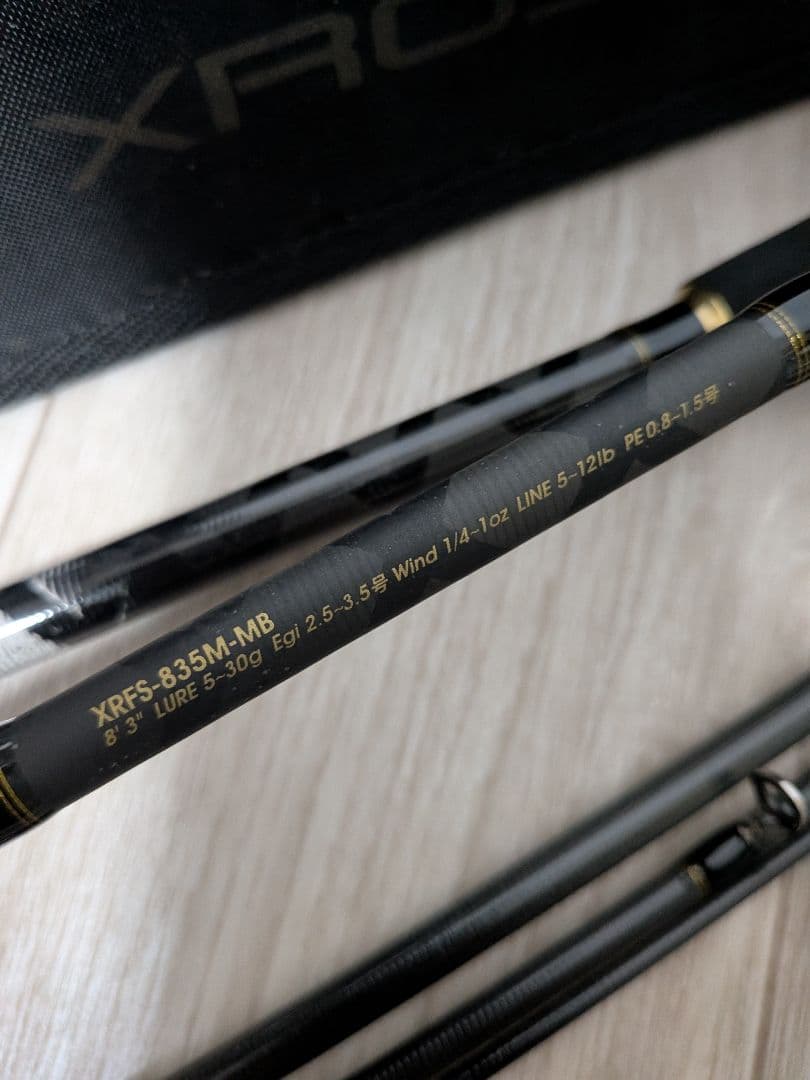 XRFS-835M-MB
8' 3" LURE 5~30g Egi 2.5~3.5号 Wind 1/4~1oz LINE 5~12lb PE 0.8~1.5号